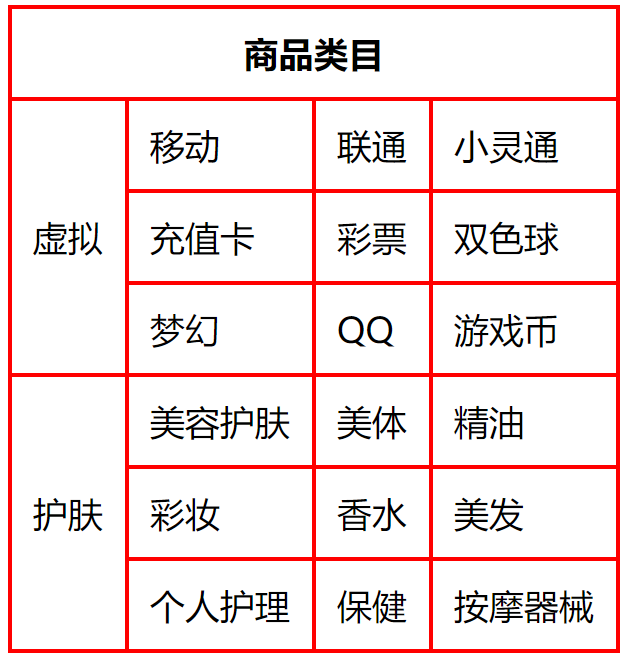 商品类目
虚拟
移动 联通 小灵通
充值卡 彩票 双色球
梦幻 QQ 游戏币
护肤
美容护肤 美体 精油
彩妆 香水 美发
个人护理 保健 按摩器械